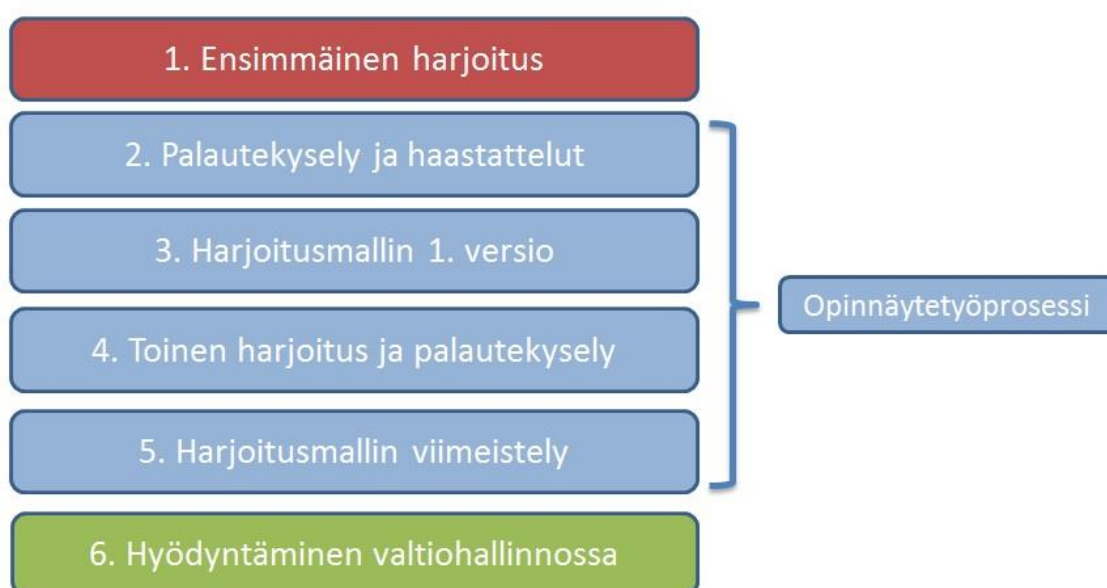 1. Ensimmäinen harjoitus
2. Palautekysely ja haastattelut
3. Harjoitusmallin 1. versio
4. Toinen harjoitus ja palautekysely
5. Harjoitusmallin viimeistely
6. Hyödyntäminen valtiohallinnossa
Opinnäytetyöprosessi